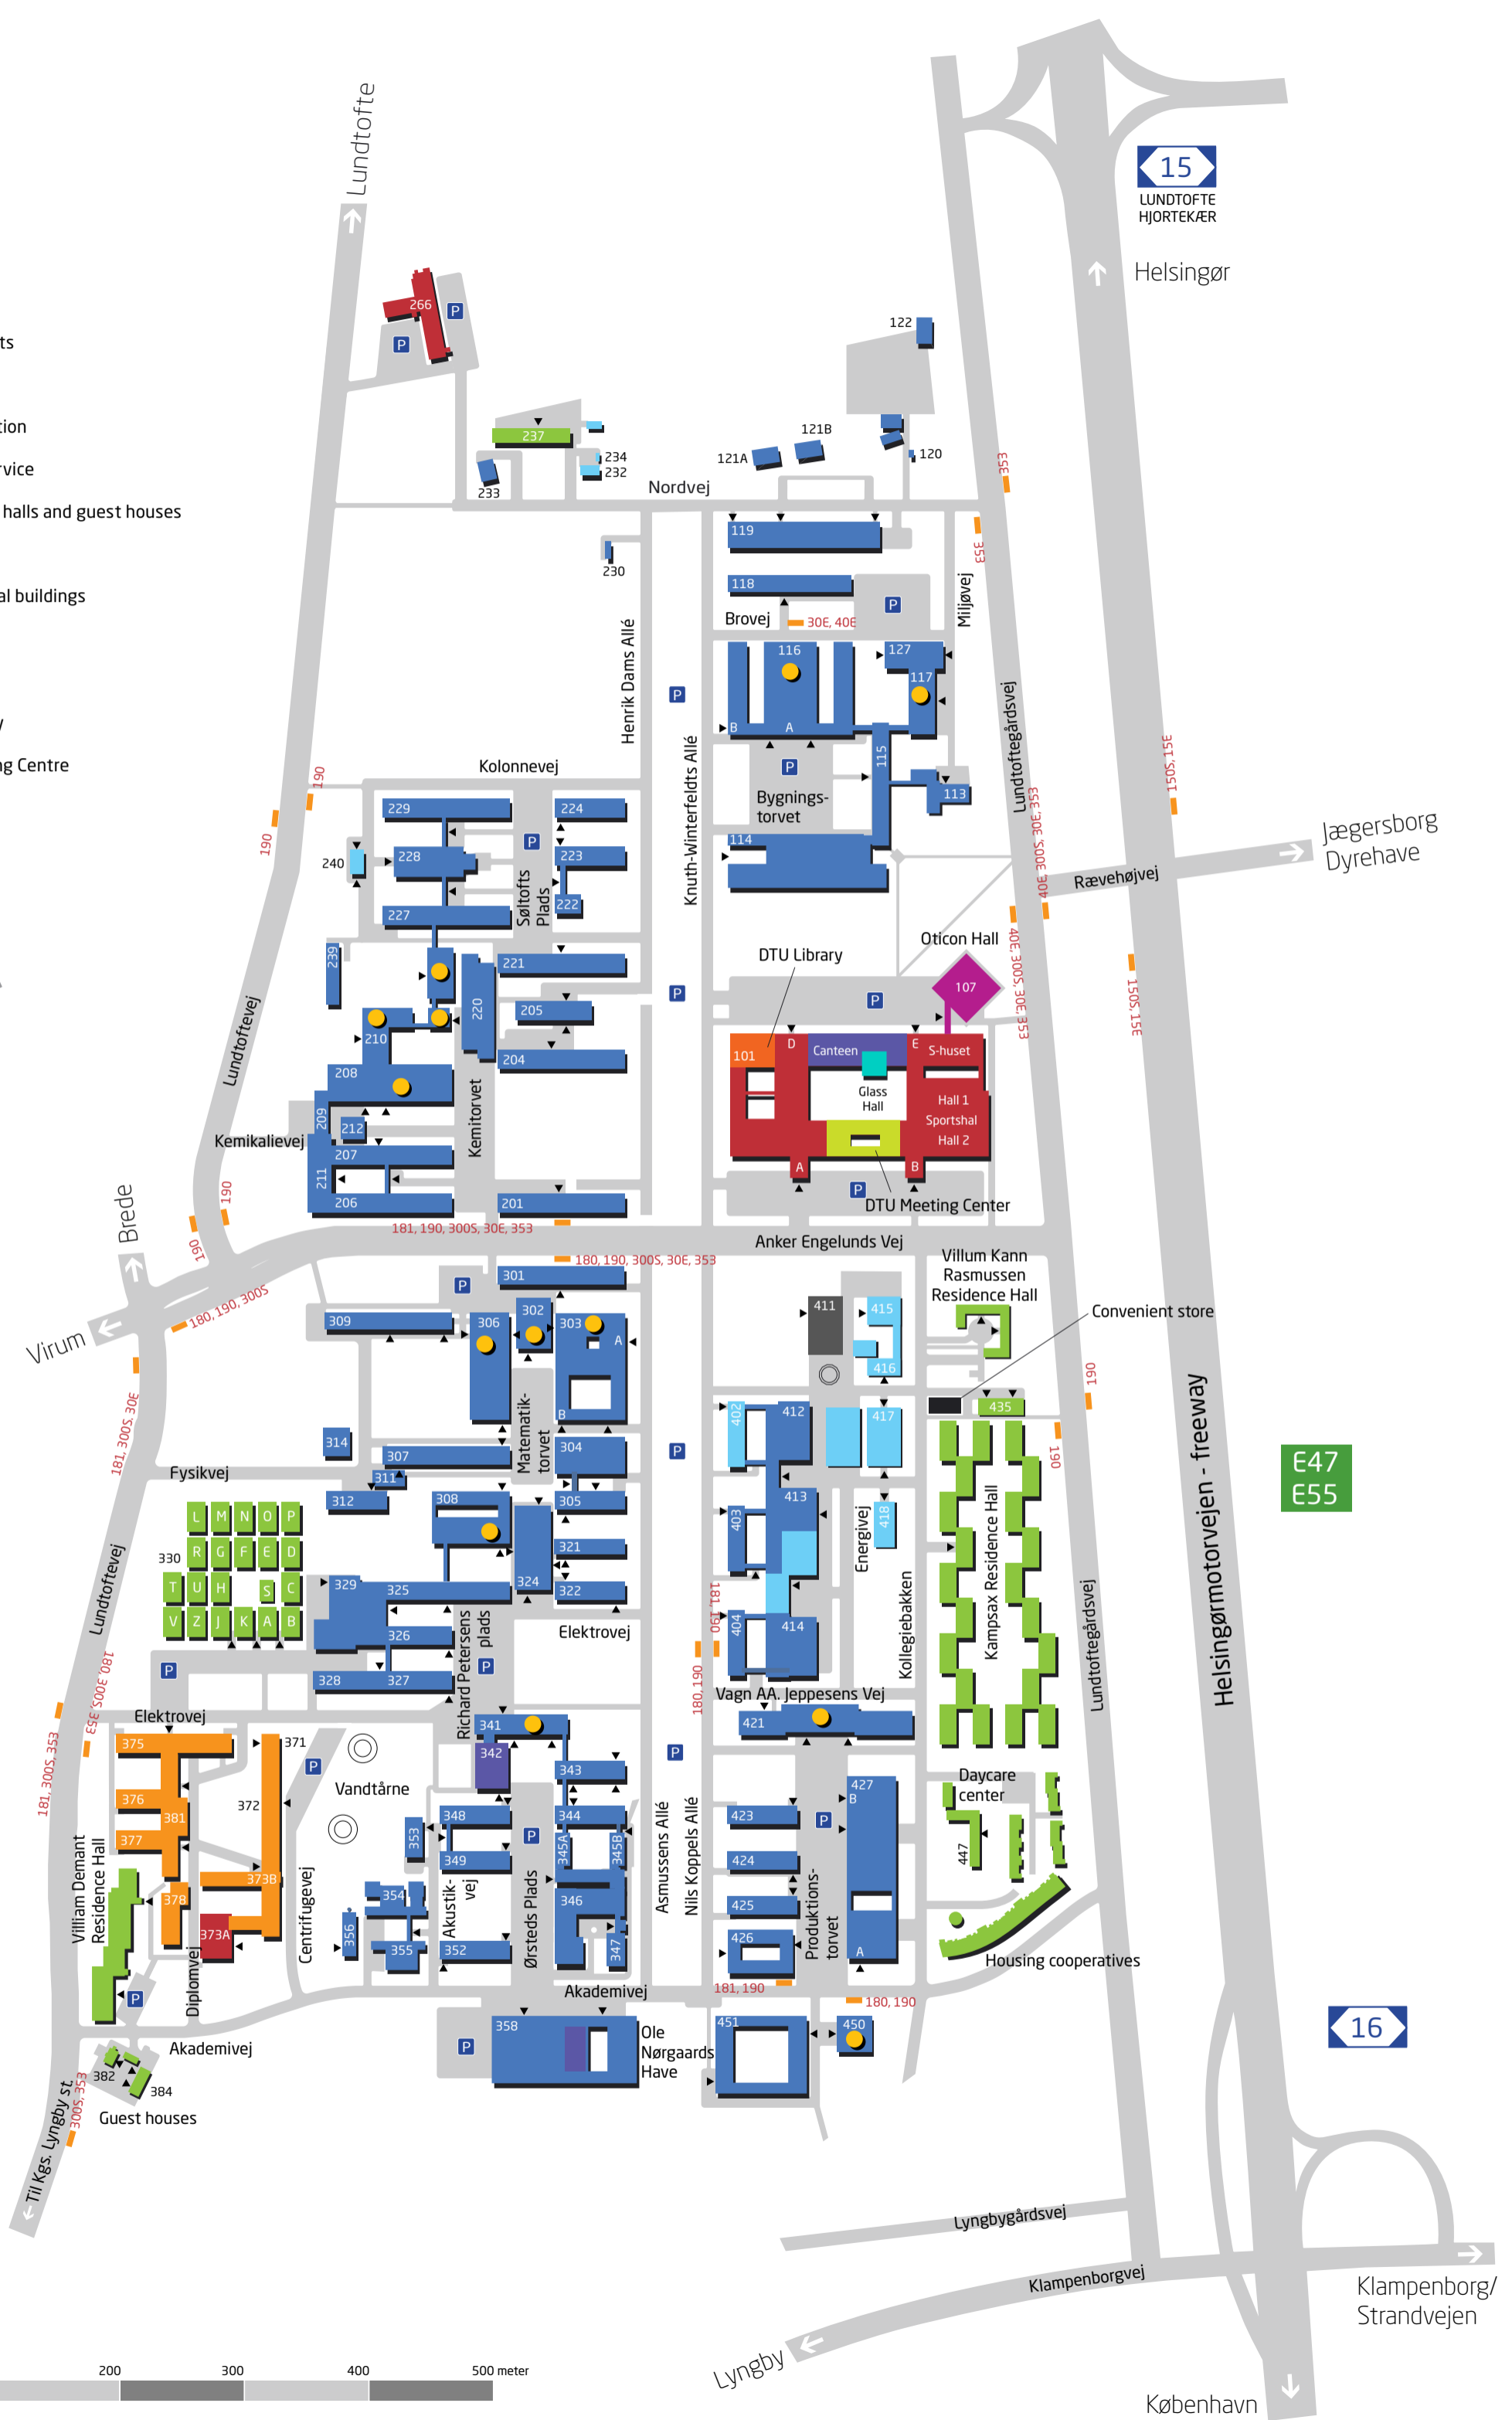 Lundtofte
15
LUNDTOFTE
HJORTEKÆR
Helsingør
266
P
P
122
ts
tion
rvice
halls and guest houses
al buildings
y
ng Centre
237
234
232
233
121A
121B
120
Nordvej
353
353
119
230
118
P
Brovej
30E, 40E
Miljøvej
Henrik Dams Allé
116
127
117
B
A
P
115
P
113
Bygnings-
torvet
114
Knuth-Winterfeldts Allé
Lundtoftegårdsvej
40E, 300S, 30E, 353
150S, 15E
Jægersborg
Dyrehave
Rævehøjvej
Kolonnevej
190
190
229
224
P
240
228
223
222
Søltofts
Plads
227
239
221
220
P
205
210
204
208
209
212
Kemikalievej
207
211
206
201
Kemitorvet
Lundtoftevej
Oticon Hall
DTU Library
P
107
40E, 300S, 30E, 353
150S, 15E
101
D
Canteen
E
S-huset
Glass
Hall
Hall 1
Sportshal
Hall 2
A
B
P
DTU Meeting Center
Brede
190
190
181, 190, 300S, 30E, 353
180, 190, 300S, 30E, 353
Anker Engelunds Vej
180, 190, 300S
Virum
301
P
302
303
A
B
306
309
Matematik-
torvet
304
P
314
307
311
Fysikvej
312
308
305
321
324
322
Elektrovej
181, 300S, 30E
330
L
M
N
O
P
R
G
F
E
D
T
U
H
S
C
V
Z
J
K
A
B
329
325
326
328
327
Richard Petersens
plads
P
P
Lundtoftevej
Villum Kann
Rasmussen
Residence Hall
Convenient store
411
415
416
435
190
190
402
412
417
403
413
418
Energivej
404
414
181, 190
180, 190
Kollegiebakken
Kampsax Residence Hall
Lundtoftegårdsvej
Helsingørmotorvejen - freeway
E47
E55
180, 300S, 353
181, 300S, 353
Elektrovej
375
371
P
376
372
381
377
378
373B
373A
Vandtårne
Villiam Demant
Residence Hall
Diplomvej
Centrifugevej
P
341
342
343
348
344
353
345A
345B
349
P
354
346
356
355
352
347
Akustik-
vej
Ørsteds Plads
Akademivej
Vagn AA. Jeppesens Vej
421
P
Asmussens Allé
Nils Koppels Allé
423
P
427
B
424
425
426
A
Produktions-
torvet
181, 190
180, 190
Daycare
center
447
Housing cooperatives
Akademivej
382
384
Guest houses
300S, 353
Til Kgs. Lyngby st.
P
358
Ole
Nørgaards
Have
451
450
16
Lyngbygårdsvej
Klampenborgvej
Klampenborg/
Strandvejen
Lyngby
København
200
300
400
500 meter